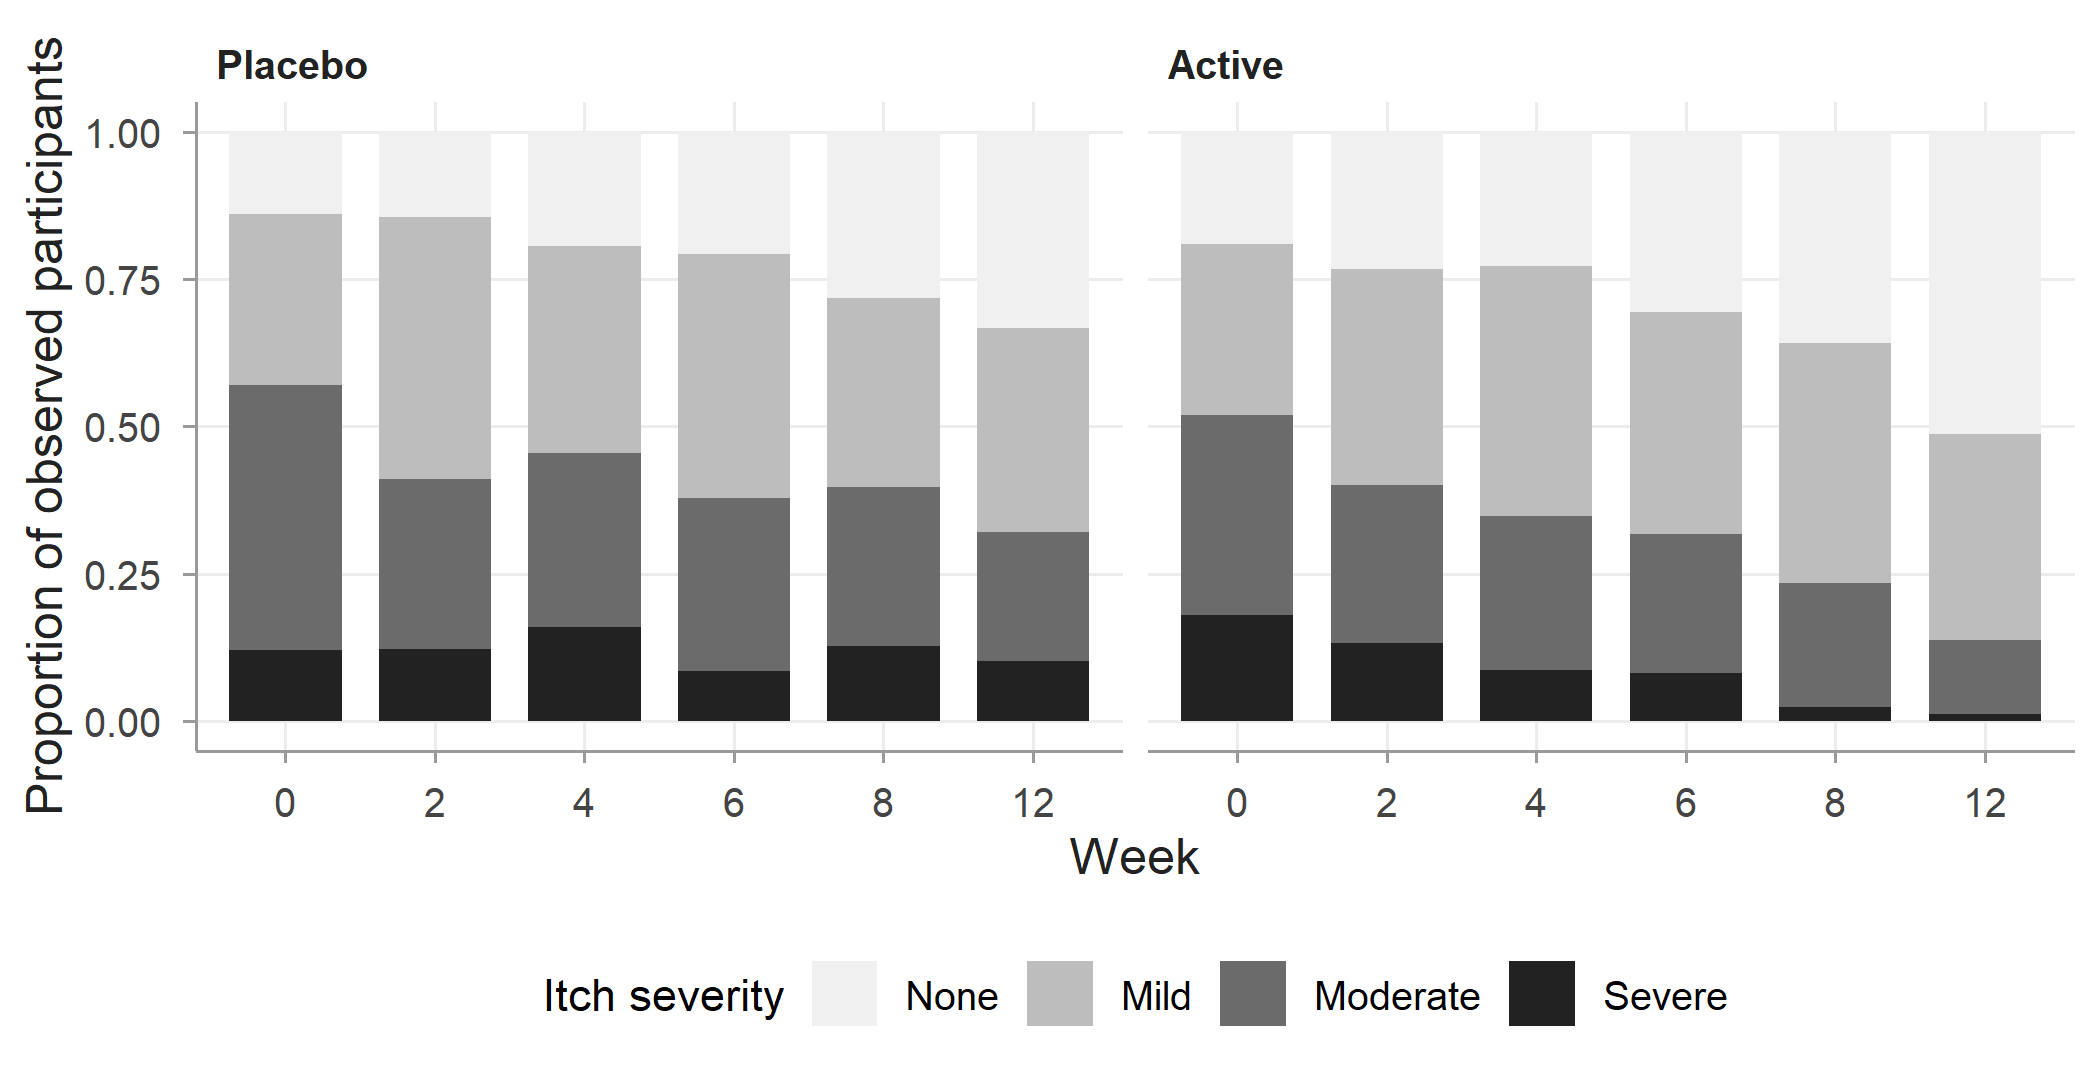 Placebo
Active
Proportion of observed participants
1.00
0.75
0.50
0.25
0.00
0 2 4 6 8 12
0 2 4 6 8 12
Week
Itch severity None Mild Moderate Severe